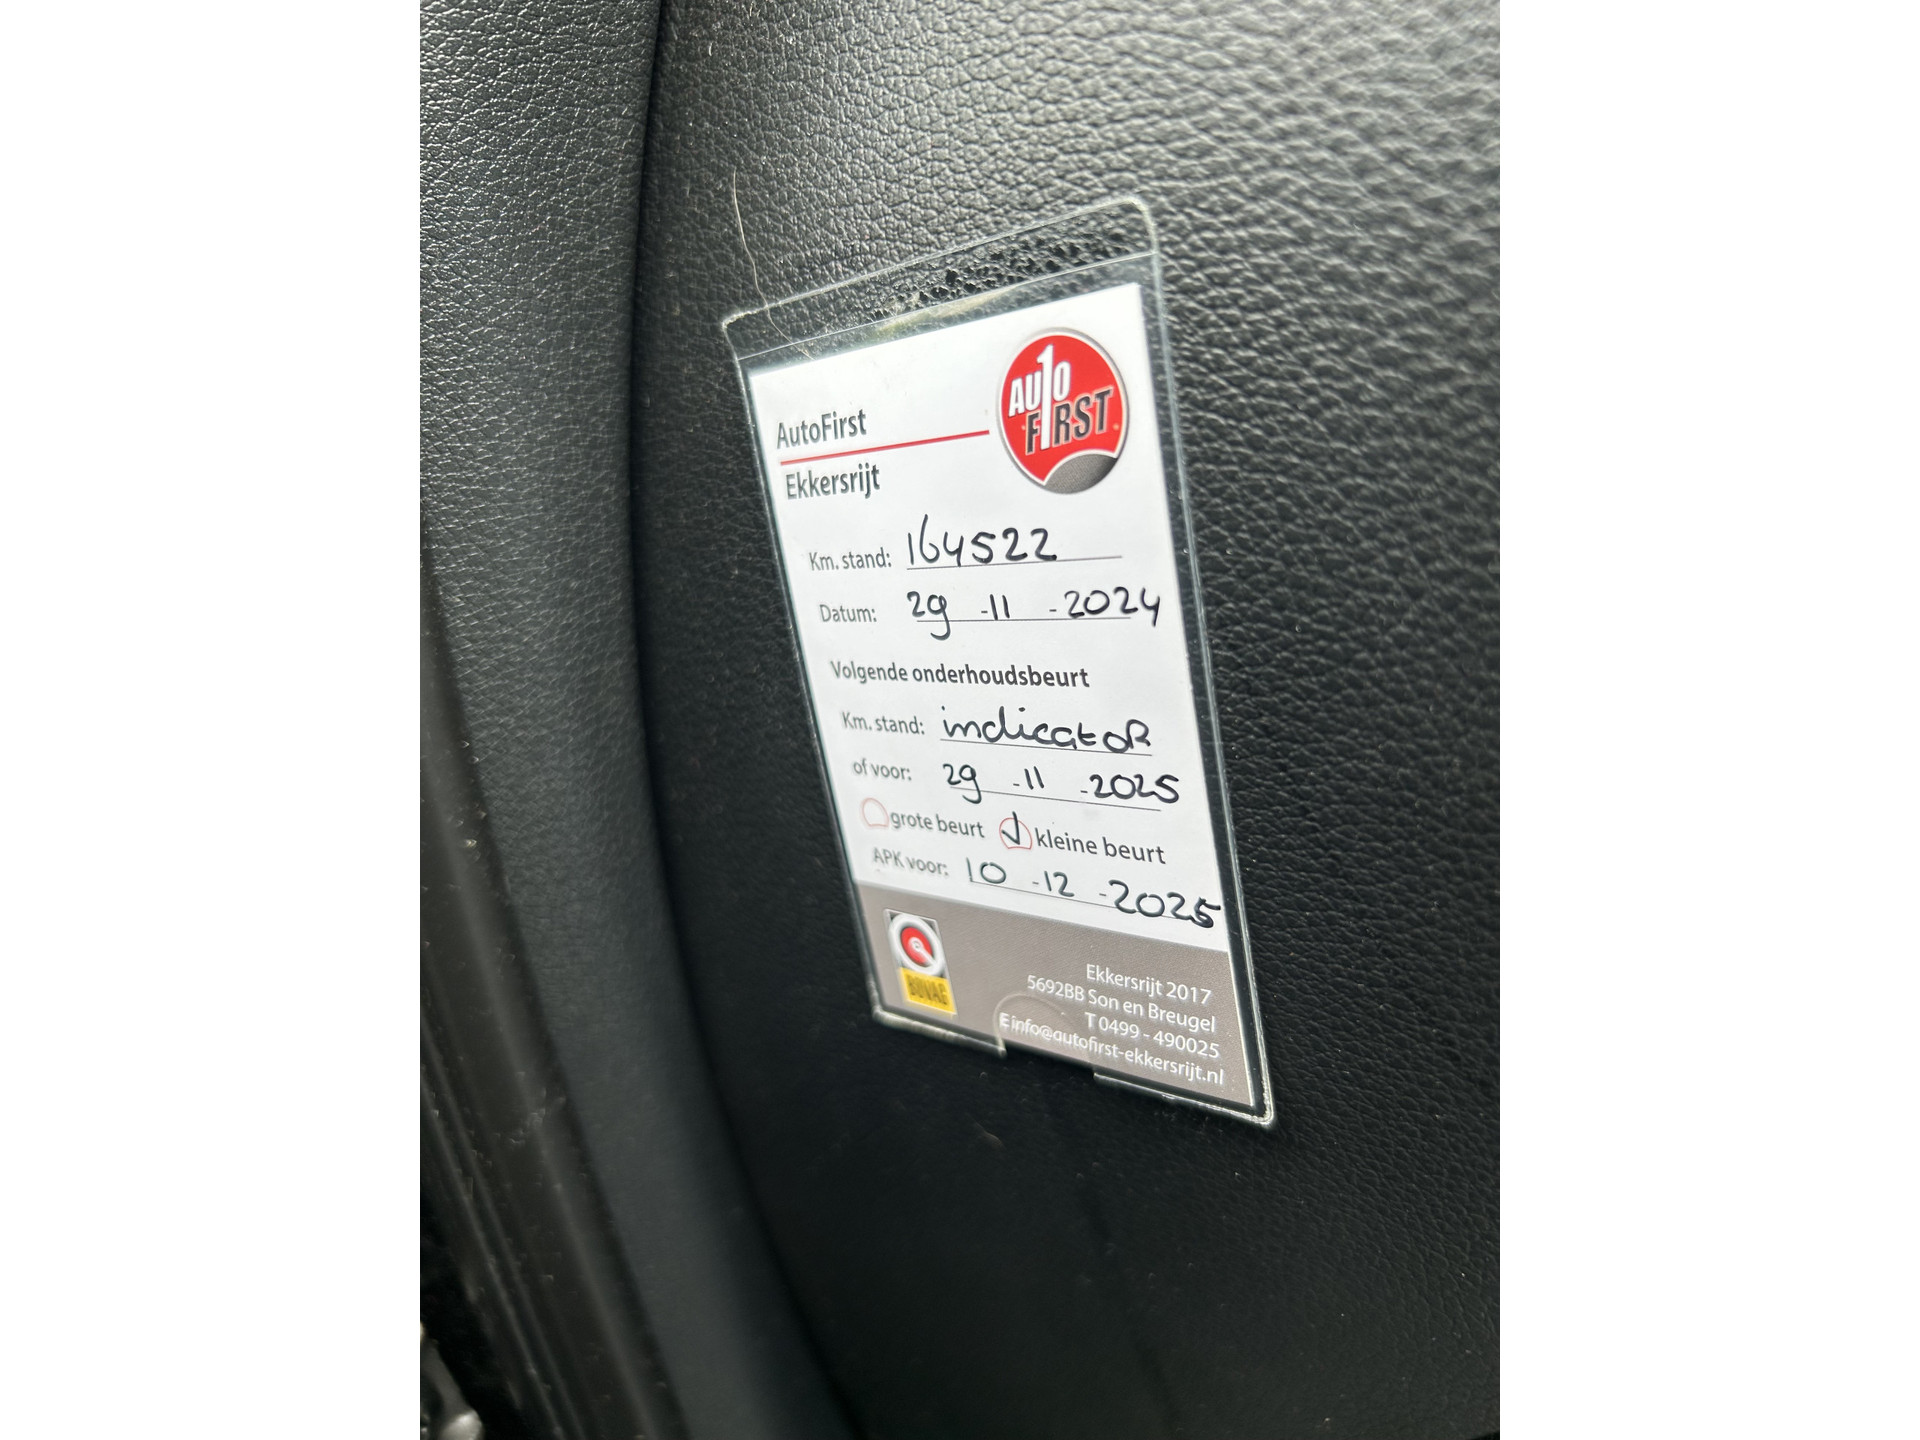 AutoFirst
AUTO
F1RST
Ekkersrijt
Km. stand: 164522
Datum: 29 -11 -2024
Volgende onderhoudsbeurt
Km. stand: indicatoR
of voor: 29 -11 -2025
grote beurt kleine beurt
APK voor: 10 -12 -2025
BOVAG
Ekkersrijt 2017
5692BB Son en Breugel
T 0499 - 490025
E info@autofirst-ekkersrijt.nl